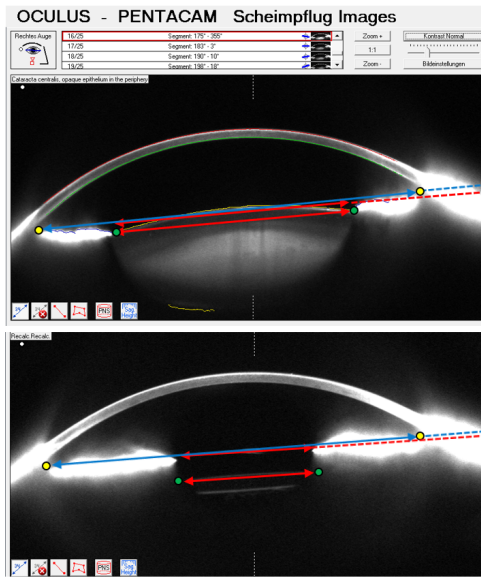 OCULUS - PENTACAM Scheimpflug Images
Rechtes Auge
16/25 Segment: 175° - 355°
17/25 Segment: 183° - 3°
18/25 Segment: 190° - 10°
19/25 Segment: 198° - 18°
Zoom +
1:1
Zoom -
Kontrast Normal
Bildeinstellungen
Cataracta centralis, opaque epithelium in the periphery
PNS
Sag
Height
Recalc Recalc
PNS
Sag
Height